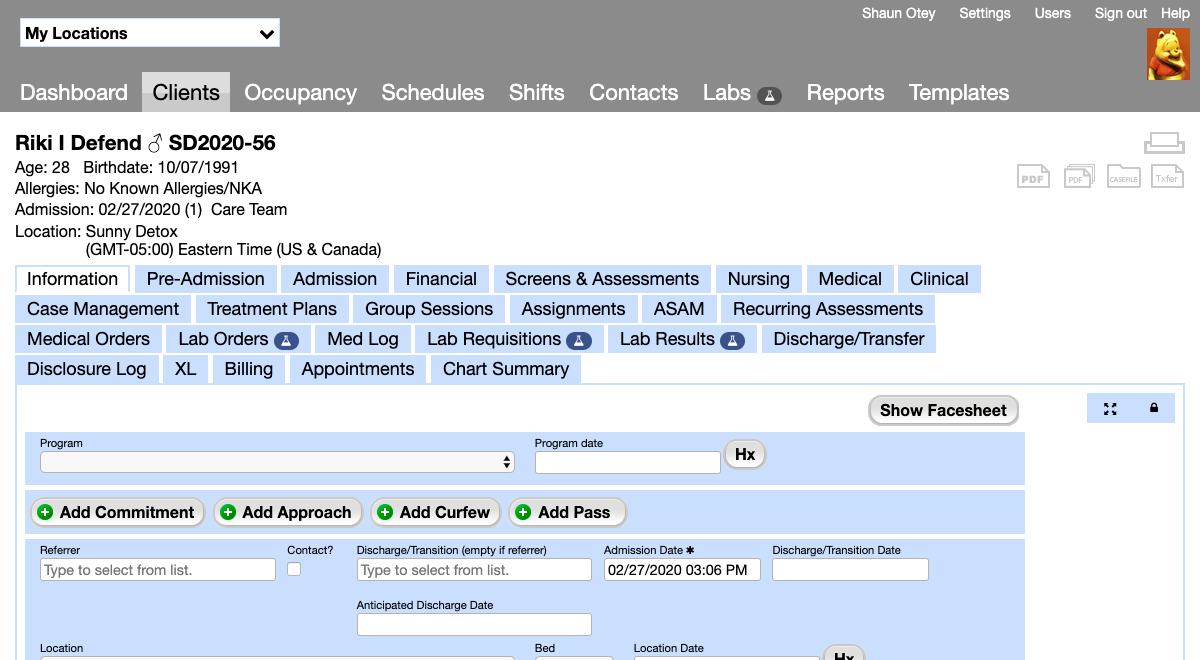 Shaun Otey Settings Users Sign out Help
My Locations
Dashboard Clients Occupancy Schedules Shifts Contacts Labs Reports Templates
Riki I Defend ♂ SD2020-56
Age: 28 Birthdate: 10/07/1991
Allergies: No Known Allergies/NKA
Admission: 02/27/2020 (1) Care Team
Location: Sunny Detox
(GMT-05:00) Eastern Time (US & Canada)
PDF PDF CASEFILE Txfer
Information Pre-Admission Admission Financial Screens & Assessments Nursing Medical Clinical
Case Management Treatment Plans Group Sessions Assignments ASAM Recurring Assessments
Medical Orders Lab Orders Med Log Lab Requisitions Lab Results Discharge/Transfer
Disclosure Log XL Billing Appointments Chart Summary
Show Facesheet
Program Program date
Hx
Add Commitment Add Approach Add Curfew Add Pass
Referrer Contact? Discharge/Transition (empty if referrer) Admission Date ✱ Discharge/Transition Date
Type to select from list. Type to select from list. 02/27/2020 03:06 PM
Anticipated Discharge Date
Location Bed Location Date
Hx